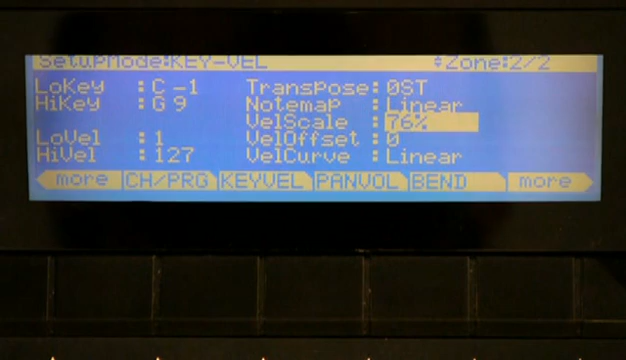 SetupMode:KEY-VEL ÷Zone:2/2
LoKey :C -1 Transpose:0ST
HiKey :G 9 Notemap :Linear
VelScale :76%
LoVel :1 VelOffset:0
HiVel :127 VelCurve :Linear
more CH/PRG KEYVEL PANVOL BEND more